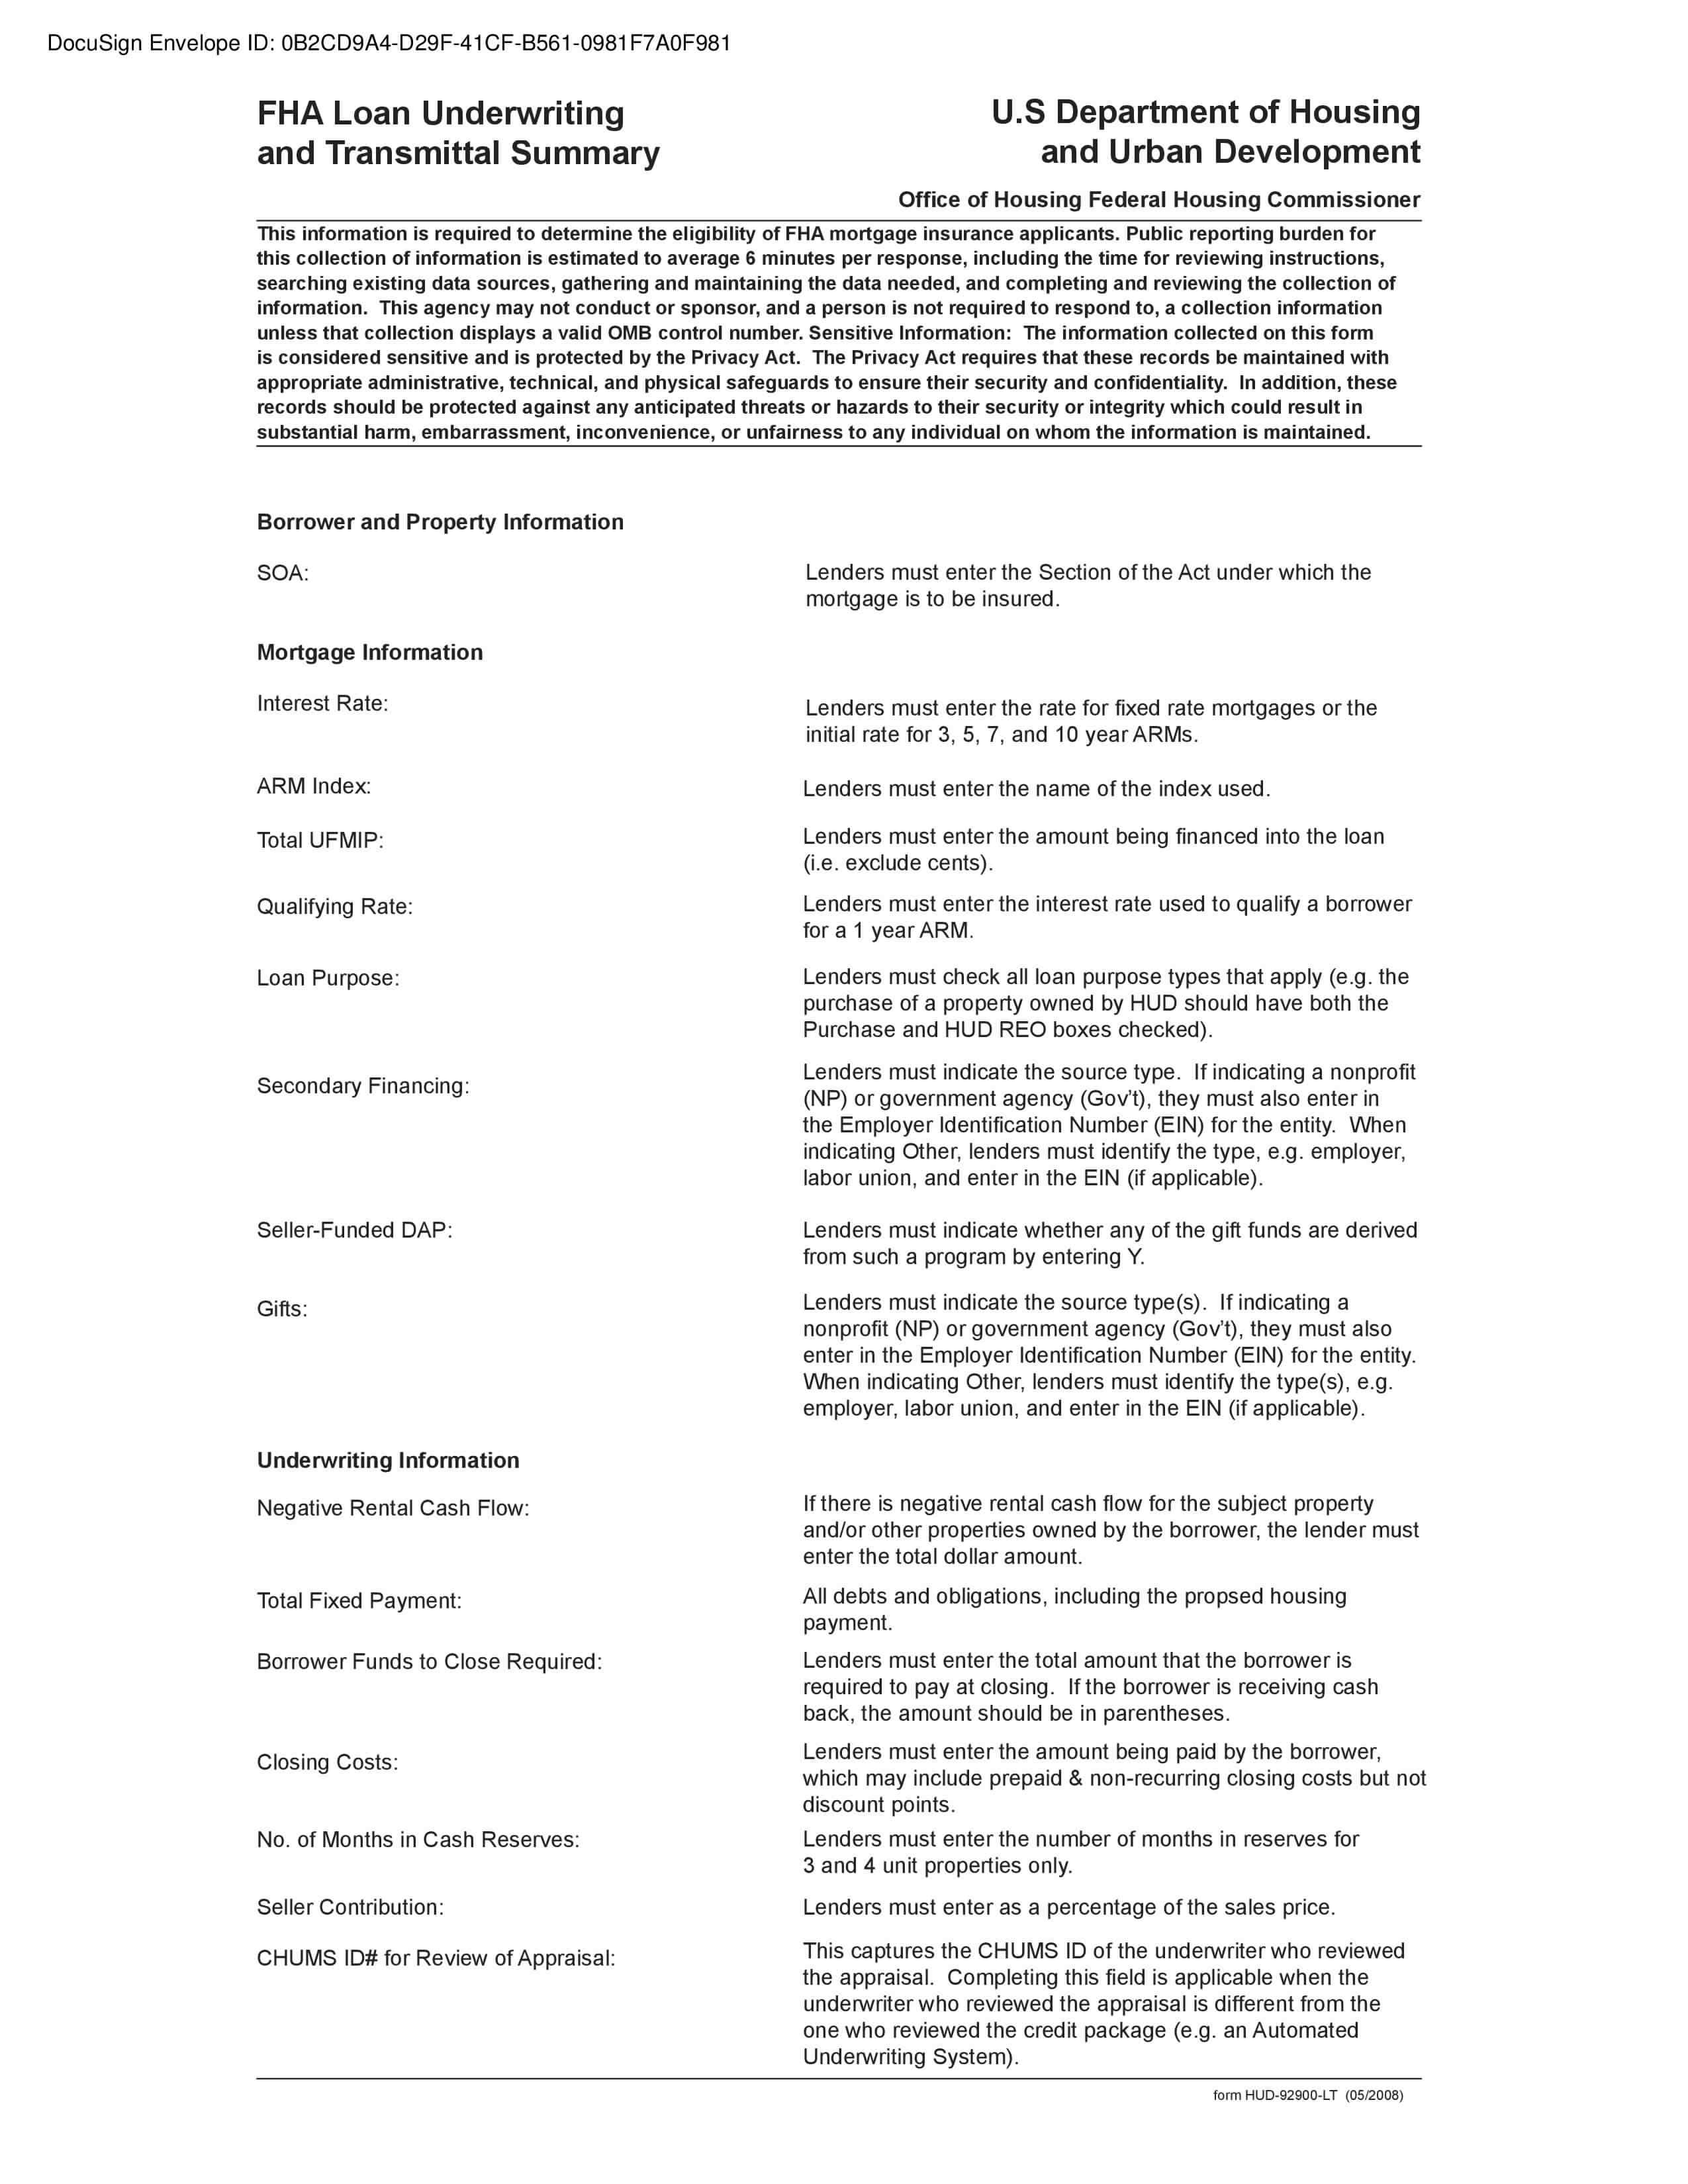 DocuSign Envelope ID: 0B2CD9A4-D29F-41CF-B561-0981F7A0F981
FHA Loan Underwriting
and Transmittal Summary
U.S Department of Housing
and Urban Development
Office of Housing Federal Housing Commissioner
This information is required to determine the eligibility of FHA mortgage insurance applicants. Public reporting burden for
this collection of information is estimated to average 6 minutes per response, including the time for reviewing instructions,
searching existing data sources, gathering and maintaining the data needed, and completing and reviewing the collection of
information.  This agency may not conduct or sponsor, and a person is not required to respond to, a collection information
unless that collection displays a valid OMB control number. Sensitive Information:  The information collected on this form
is considered sensitive and is protected by the Privacy Act.  The Privacy Act requires that these records be maintained with
appropriate administrative, technical, and physical safeguards to ensure their security and confidentiality.  In addition, these
records should be protected against any anticipated threats or hazards to their security or integrity which could result in
substantial harm, embarrassment, inconvenience, or unfairness to any individual on whom the information is maintained.
Borrower and Property Information
SOA:
Lenders must enter the Section of the Act under which the
mortgage is to be insured.
Mortgage Information
Interest Rate:
Lenders must enter the rate for fixed rate mortgages or the
initial rate for 3, 5, 7, and 10 year ARMs.
ARM Index:
Lenders must enter the name of the index used.
Total UFMIP:
Lenders must enter the amount being financed into the loan
(i.e. exclude cents).
Qualifying Rate:
Lenders must enter the interest rate used to qualify a borrower
for a 1 year ARM.
Loan Purpose:
Lenders must check all loan purpose types that apply (e.g. the
purchase of a property owned by HUD should have both the
Purchase and HUD REO boxes checked).
Secondary Financing:
Lenders must indicate the source type.  If indicating a nonprofit
(NP) or government agency (Gov't), they must also enter in
the Employer Identification Number (EIN) for the entity.  When
indicating Other, lenders must identify the type, e.g. employer,
labor union, and enter in the EIN (if applicable).
Seller-Funded DAP:
Lenders must indicate whether any of the gift funds are derived
from such a program by entering Y.
Gifts:
Lenders must indicate the source type(s).  If indicating a
nonprofit (NP) or government agency (Gov't), they must also
enter in the Employer Identification Number (EIN) for the entity.
When indicating Other, lenders must identify the type(s), e.g.
employer, labor union, and enter in the EIN (if applicable).
Underwriting Information
Negative Rental Cash Flow:
If there is negative rental cash flow for the subject property
and/or other properties owned by the borrower, the lender must
enter the total dollar amount.
Total Fixed Payment:
All debts and obligations, including the propsed housing
payment.
Borrower Funds to Close Required:
Lenders must enter the total amount that the borrower is
required to pay at closing.  If the borrower is receiving cash
back, the amount should be in parentheses.
Closing Costs:
Lenders must enter the amount being paid by the borrower,
which may include prepaid & non-recurring closing costs but not
discount points.
No. of Months in Cash Reserves:
Lenders must enter the number of months in reserves for
3 and 4 unit properties only.
Seller Contribution:
Lenders must enter as a percentage of the sales price.
CHUMS ID# for Review of Appraisal:
This captures the CHUMS ID of the underwriter who reviewed
the appraisal.  Completing this field is applicable when the
underwriter who reviewed the appraisal is different from the
one who reviewed the credit package (e.g. an Automated
Underwriting System).
form HUD-92900-LT  (05/2008)